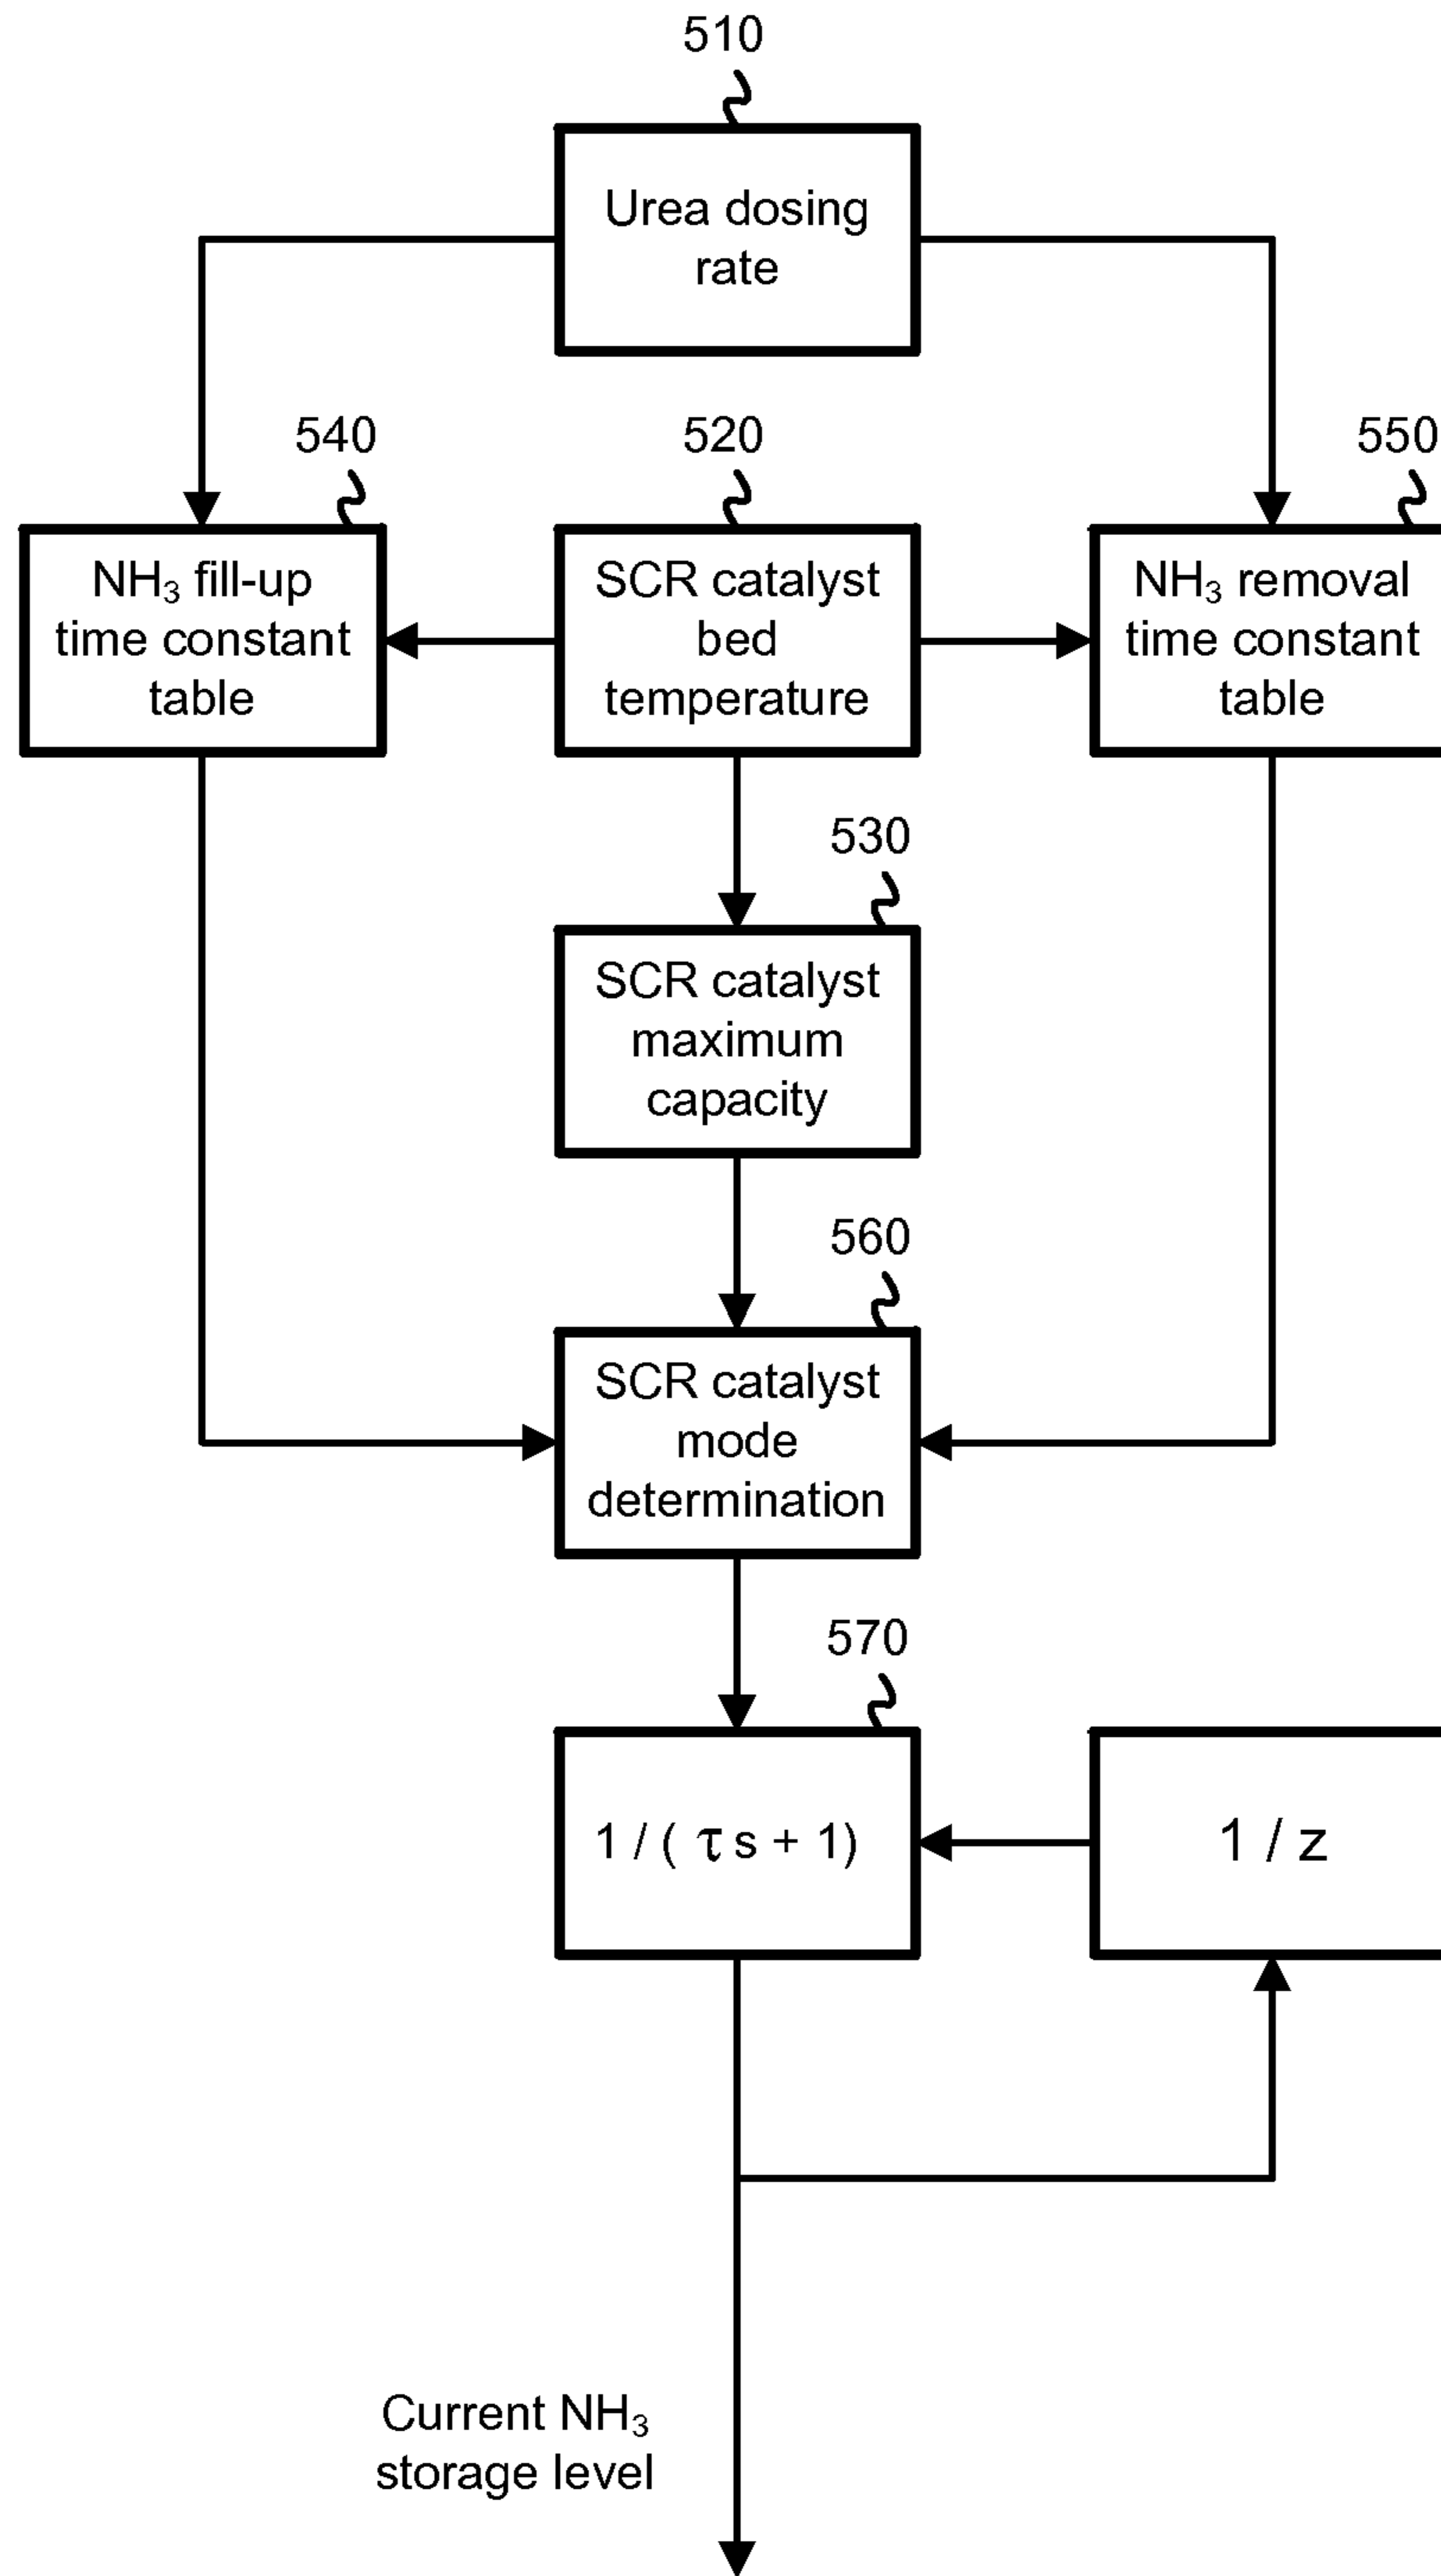 510
Urea dosing
rate
540
520
550
NH₃ fill-up
time constant
table
SCR catalyst
bed
temperature
NH₃ removal
time constant
table
530
SCR catalyst
maximum
capacity
560
SCR catalyst
mode
determination
570
1 / ( τ s + 1)
1 / z
Current NH₃
storage level